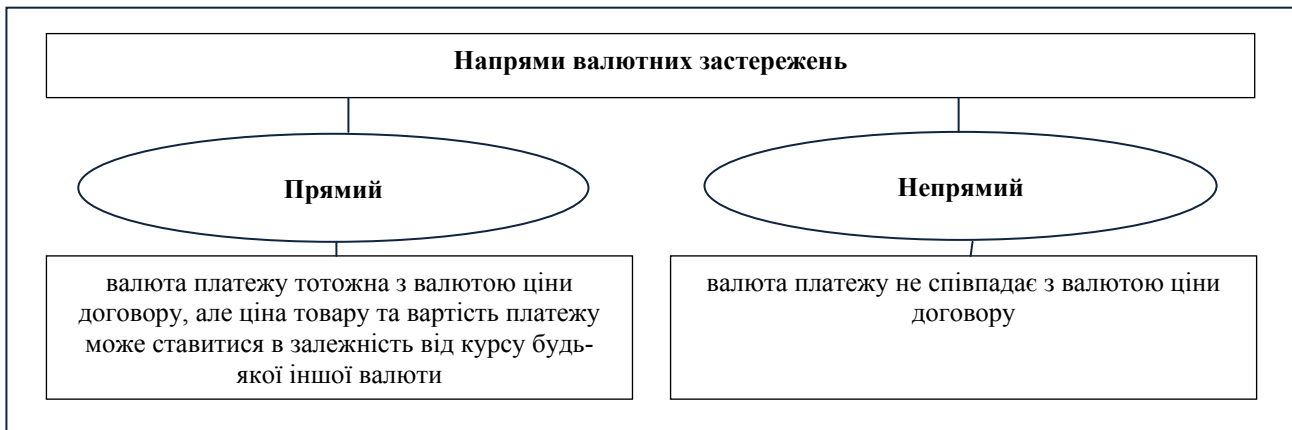 Напрями валютних застережень
Прямий
Непрямий
валюта платежу тотожна з валютою ціни
договору, але ціна товару та вартість платежу
може ставитися в залежність від курсу будь-
якої іншої валюти
валюта платежу не співпадає з валютою ціни
договору